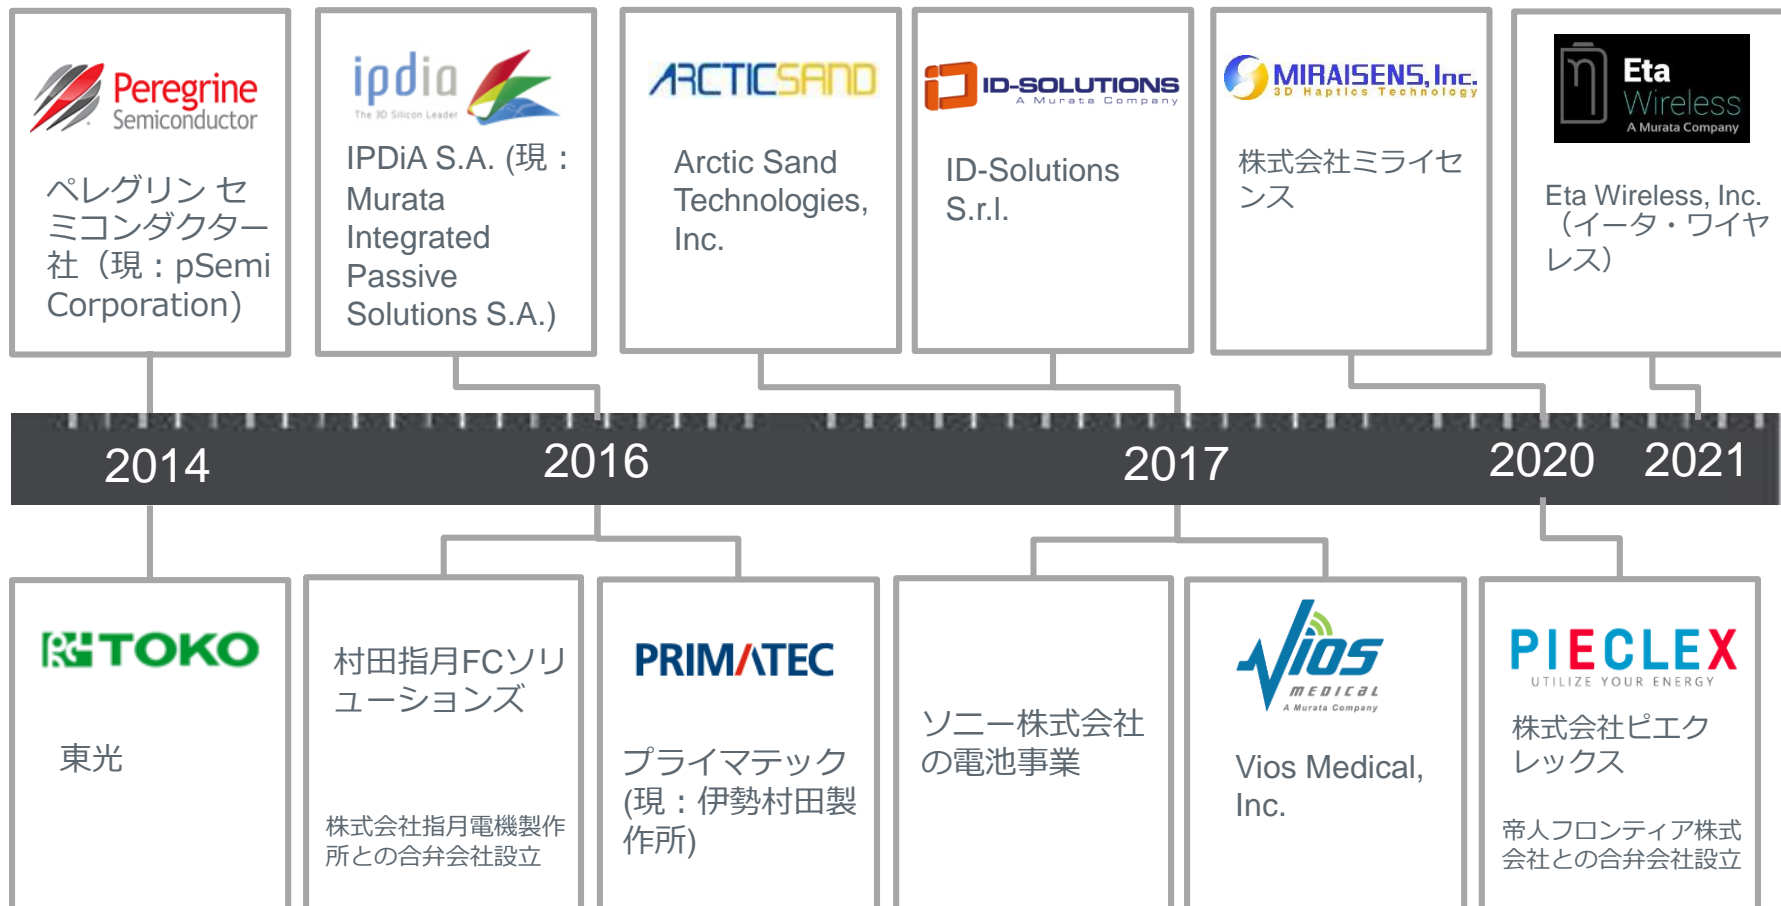 Peregrine
Semiconductor
ペレグリン セ
ミコンダクター
社（現：pSemi
Corporation)
ipdia
The 3D Silicon Leader
IPDiA S.A. (現：
Murata
Integrated
Passive
Solutions S.A.)
ARCTICSAND
Arctic Sand
Technologies,
Inc.
ID-SOLUTIONS
A Murata Company
ID-Solutions
S.r.l.
MIRAISENS, Inc.
3D Haptics Technology
株式会社ミライセ
ンス
η
Eta
Wireless
A Murata Company
Eta Wireless, Inc.
（イータ・ワイヤ
レス）
2014
2016
2017
2020
2021
TOKO
東光
村田指月FCソリ
ューションズ
株式会社指月電機製作
所との合弁会社設立
PRIMATEC
プライマテック
(現：伊勢村田製
作所)
ソニー株式会社
の電池事業
Vios
MEDICAL
A Murata Company
Vios Medical,
Inc.
PIECLEX
UTILIZE YOUR ENERGY
株式会社ピエク
レックス
帝人フロンティア株式
会社との合弁会社設立